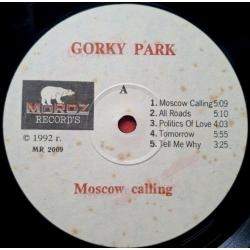 GORKY PARK
A
MOROZ
RECORD'S
© 1992 г.
MR 2009
1. Moscow Calling 5:09
2. All Roads 5:10
3. Politics Of Love 4:03
4. Tomorrow 5:55
5. Tell Me Why 3:25
Moscow calling